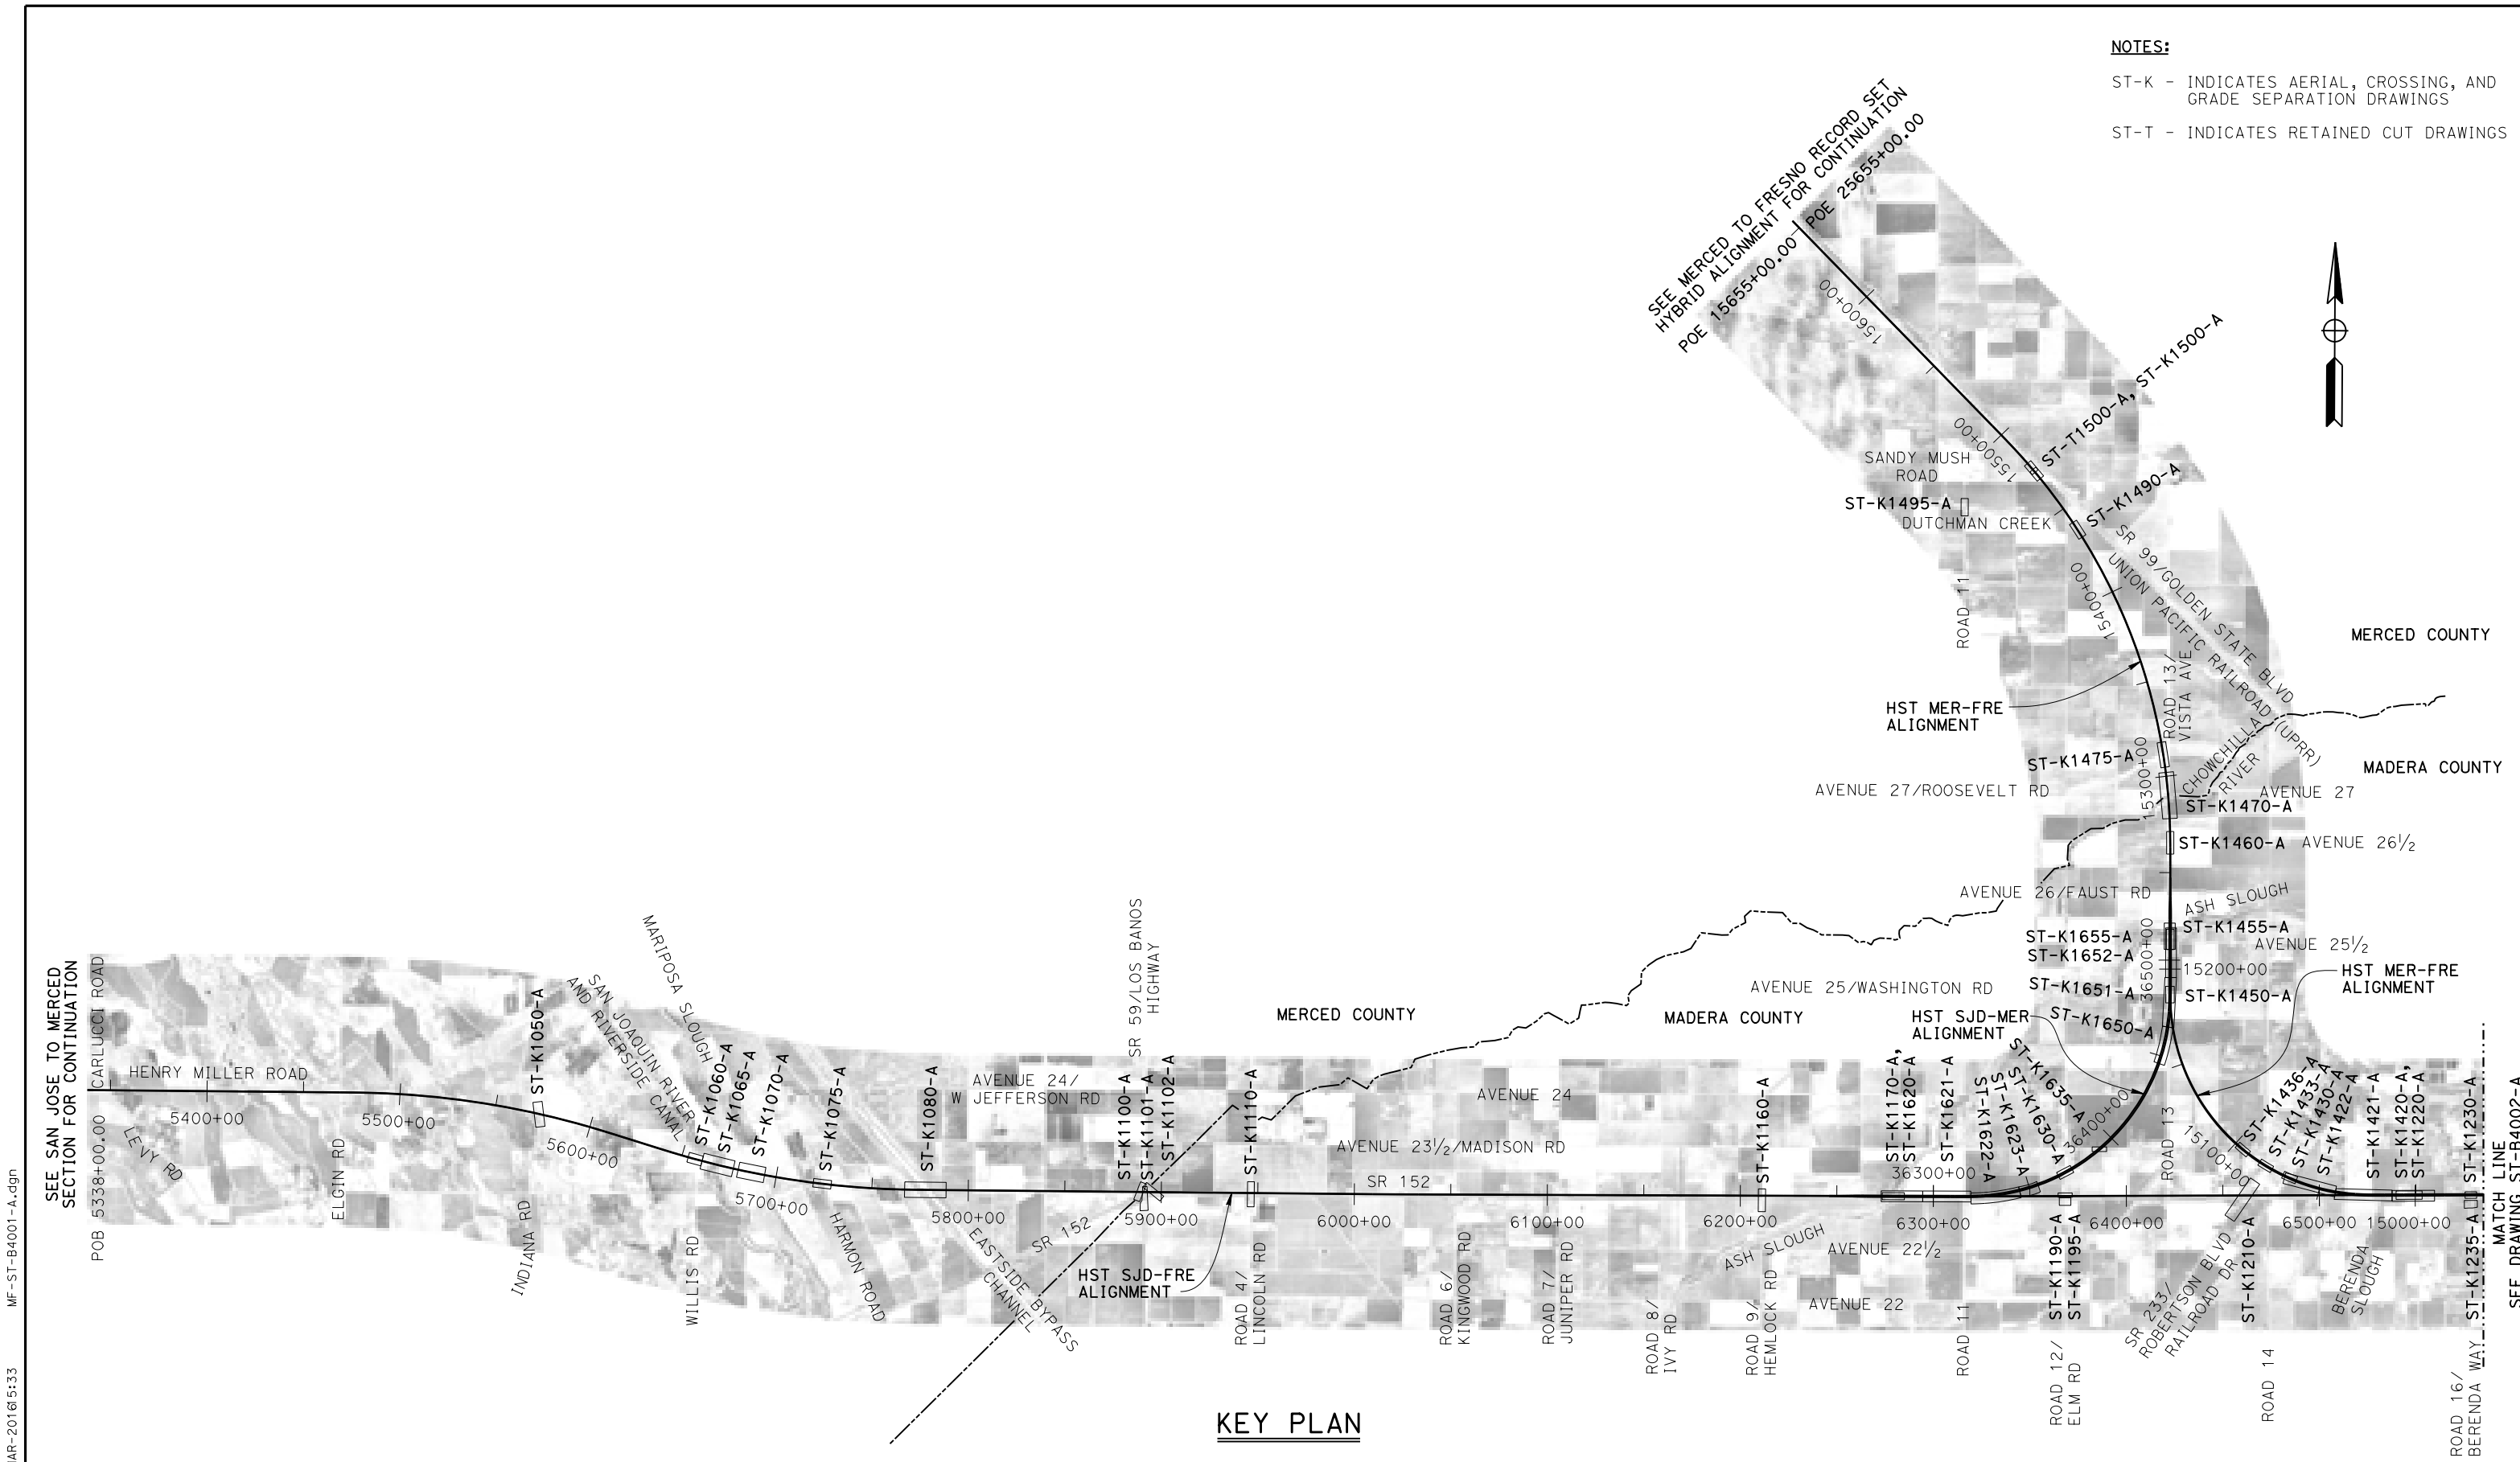 NOTES:
ST-K - INDICATES AERIAL, CROSSING, AND
GRADE SEPARATION DRAWINGS
ST-T - INDICATES RETAINED CUT DRAWINGS
SEE MERCED TO FRESNO RECORD SET
HYBRID ALIGNMENT FOR CONTINUATION
POE 15655+00.00
POE 25655+00.00
15600+00
15500+00
ST-T1500-A, ST-K1500-A
SANDY MUSH
ROAD
ST-K1495-A
DUTCHMAN CREEK
ST-K1490-A
SR 99/GOLDEN STATE BLVD
UNION PACIFIC RAILROAD (UPRR)
15400+00
ROAD 11
MERCED COUNTY
ROAD 13/
VISTA AVE
HST MER-FRE
ALIGNMENT
CHOWCHILLA
RIVER
ST-K1475-A
15300+00
MADERA COUNTY
AVENUE 27/ROOSEVELT RD
AVENUE 27
ST-K1470-A
ST-K1460-A
AVENUE 26½
AVENUE 26/FAUST RD
ASH SLOUGH
ST-K1455-A
ST-K1655-A
AVENUE 25½
ST-K1652-A
36500+00
15200+00
HST MER-FRE
ALIGNMENT
AVENUE 25/WASHINGTON RD
ST-K1651-A
ST-K1450-A
MERCED COUNTY
MADERA COUNTY
HST SJD-MER
ALIGNMENT
ST-K1650-A
SEE SAN JOSE TO MERCED
SECTION FOR CONTINUATION
POB 5338+00.00
CARLUCCI ROAD
HENRY MILLER ROAD
LEVY RD
5400+00
5500+00
ELGIN RD
ST-K1050-A
INDIANA RD
5600+00
SAN JOAQUIN RIVER
AND RIVERSIDE CANAL
MARIPOSA SLOUGH
WILLIS RD
ST-K1060-A
ST-K1065-A
ST-K1070-A
5700+00
ST-K1075-A
HARMON ROAD
ST-K1080-A
5800+00
AVENUE 24/
W JEFFERSON RD
EASTSIDE BYPASS
CHANNEL
SR 152
SR 59/LOS BANOS
HIGHWAY
ST-K1100-A
ST-K1101-A
ST-K1102-A
5900+00
HST SJD-FRE
ALIGNMENT
ST-K1110-A
ROAD 4/
LINCOLN RD
AVENUE 24
AVENUE 23½/MADISON RD
SR 152
6000+00
ROAD 6/
KINGWOOD RD
6100+00
ROAD 7/
JUNIPER RD
ROAD 8/
IVY RD
6200+00
ST-K1160-A
ROAD 9/
HEMLOCK RD
ASH SLOUGH
AVENUE 22½
AVENUE 22
ST-K1170-A,
ST-K1620-A
ST-K1621-A
36300+00
6300+00
ROAD 11
ST-K1622-A
ST-K1623-A
ST-K1630-A
ST-K1635-A
36400+00
ST-K1190-A
ST-K1195-A
ROAD 12/
ELM RD
6400+00
ROAD 13
SR 233/
ROBERTSON BLVD
RAILROAD DR
ST-K1210-A
15100+00
ROAD 14
ST-K1436-A
ST-K1433-A
ST-K1430-A
ST-K1422-A
ST-K1421-A
ST-K1420-A,
ST-K1220-A
6500+00
15000+00
BERENDA
SLOUGH
ST-K1230-A
ST-K1235-A
ROAD 16/
BERENDA WAY
MATCH LINE
SEE DRAWING ST-B4002-A
KEY PLAN
MF-ST-B4001-A.dgn